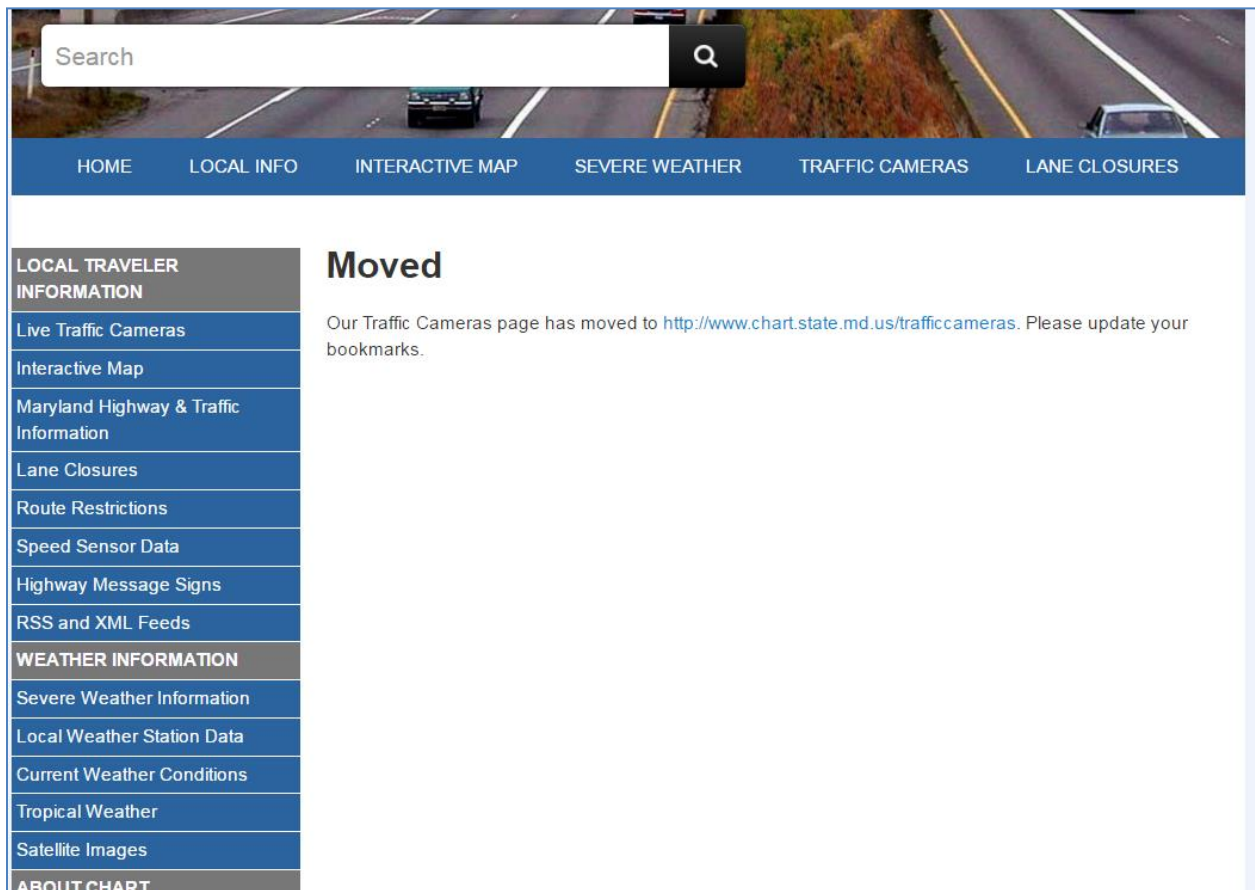 Search
HOME LOCAL INFO INTERACTIVE MAP SEVERE WEATHER TRAFFIC CAMERAS LANE CLOSURES
LOCAL TRAVELER
INFORMATION
Live Traffic Cameras
Interactive Map
Maryland Highway & Traffic
Information
Lane Closures
Route Restrictions
Speed Sensor Data
Highway Message Signs
RSS and XML Feeds
WEATHER INFORMATION
Severe Weather Information
Local Weather Station Data
Current Weather Conditions
Tropical Weather
Satellite Images
ABOUT CHART
Moved
Our Traffic Cameras page has moved to http://www.chart.state.md.us/trafficcameras. Please update your
bookmarks.